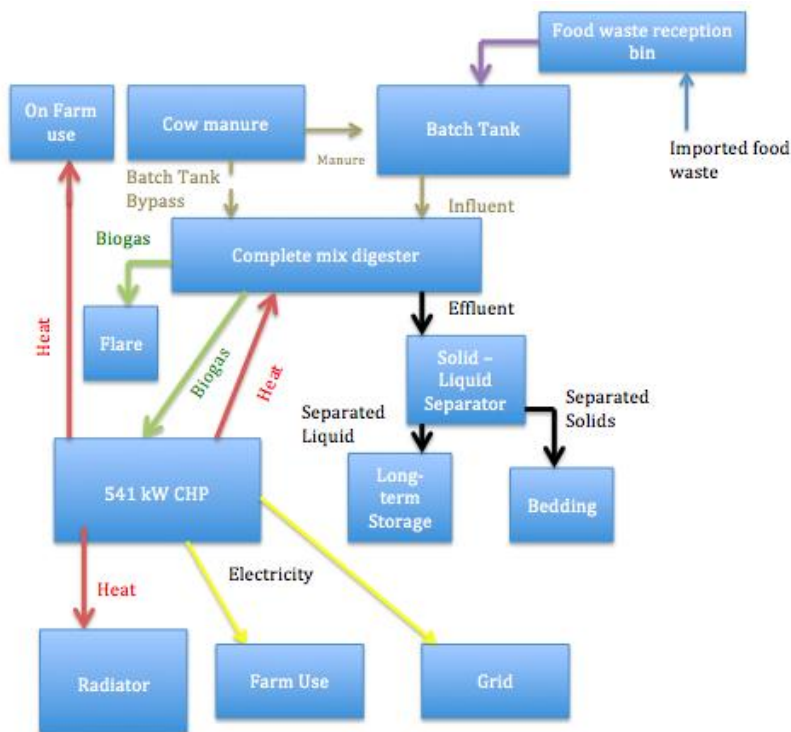 Food waste reception
bin
On Farm
use
Cow manure
Batch Tank
Manure
Imported food
waste
Batch Tank
Bypass
Influent
Biogas
Complete mix digester
Effluent
Flare
Heat
Biogas
Heat
Solid –
Liquid
Separator
Separated
Liquid
Separated
Solids
541 kW CHP
Long-
term
Storage
Bedding
Electricity
Heat
Radiator
Farm Use
Grid